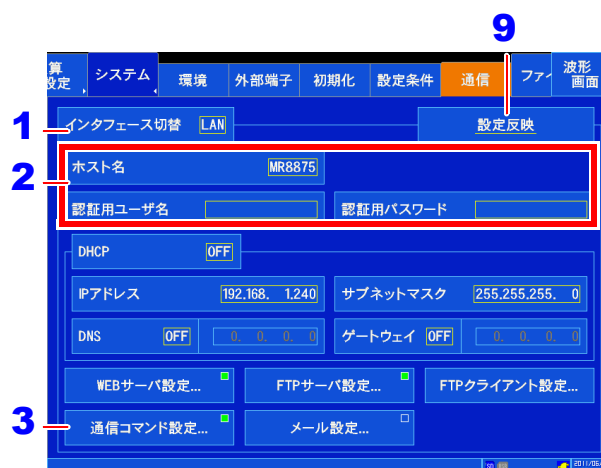 9
算
設定
システム
環境
外部端子
初期化
設定条件
通信
ファイ
波形
画面
1
インタフェース切替 LAN
設定反映
2
ホスト名 MR8875
認証用ユーザ名
認証用パスワード
DHCP OFF
IPアドレス 192.168. 1.240
サブネットマスク 255.255.255. 0
DNS OFF 0. 0. 0. 0
ゲートウェイ OFF 0. 0. 0. 0
WEBサーバ設定...
FTPサーバ設定...
FTPクライアント設定...
3
通信コマンド設定...
メール設定...
SD